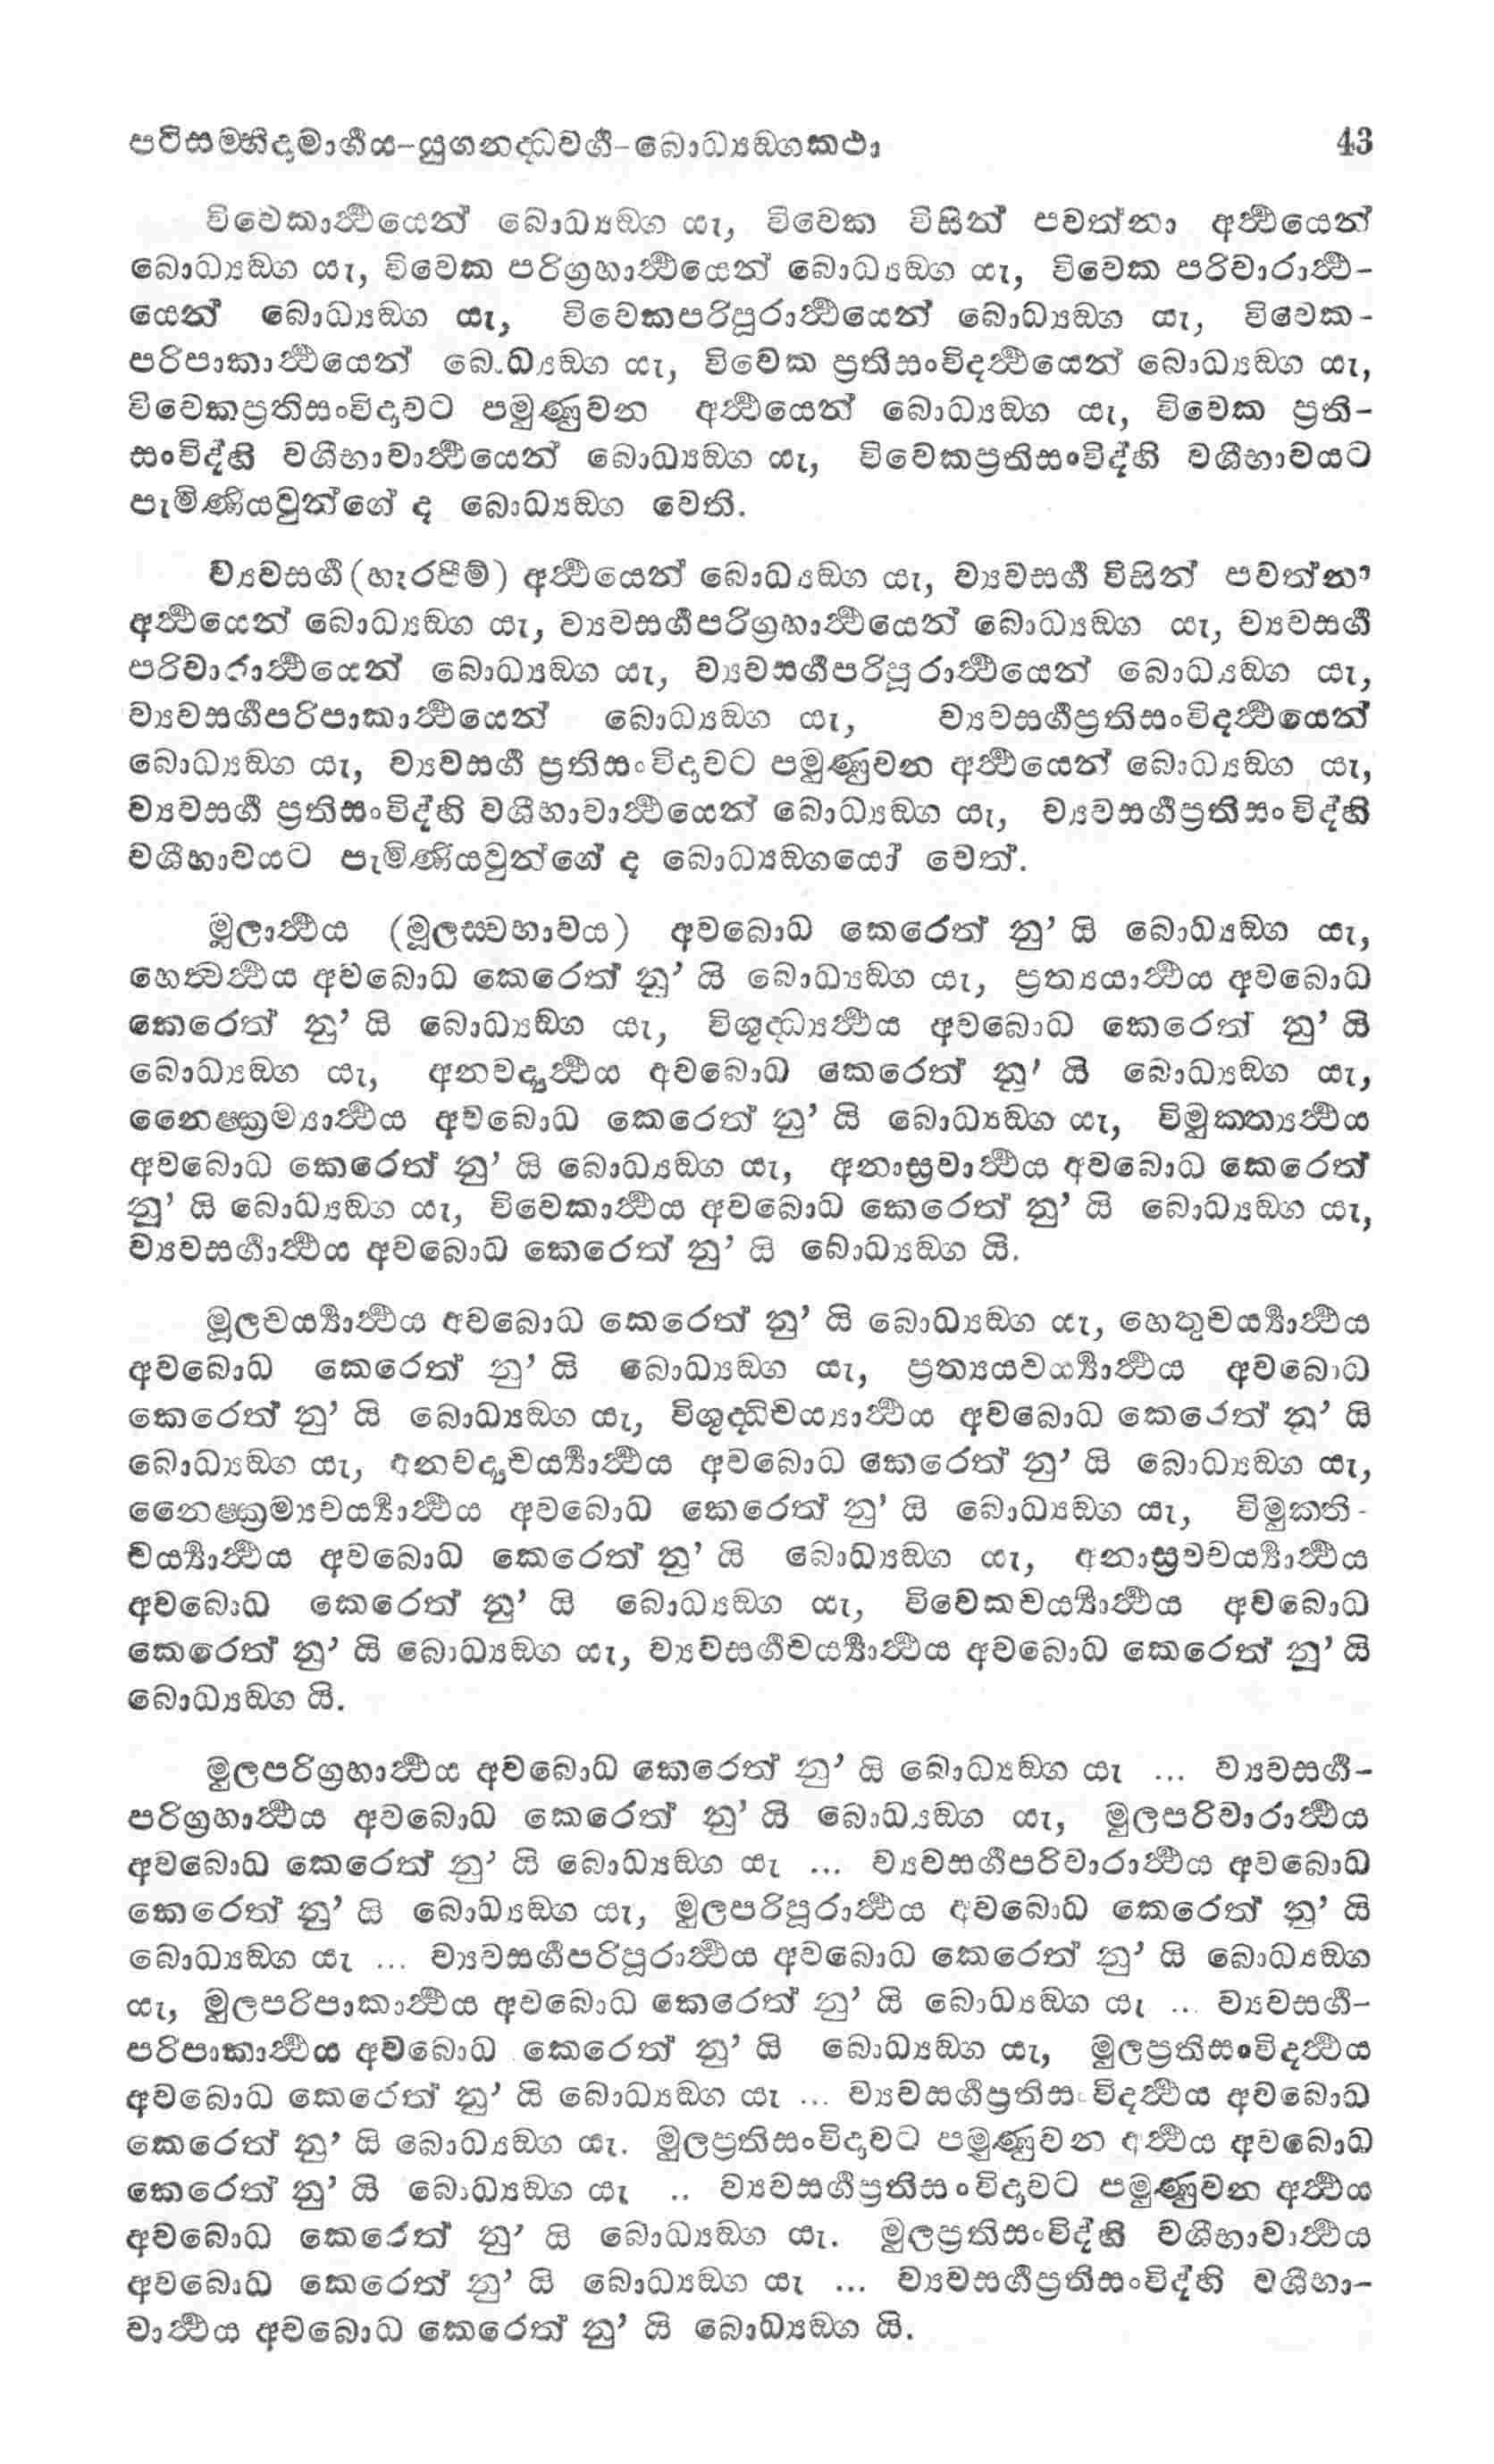 පටිසම්භිදාමාර්ගය-යුගනද්ධවර්ග-බොධ්‍යඞ්ගකථා 43
විවෙකාර්ථයෙන් බොධ්‍යඞ්ග යැ, විවෙක විසින් පවත්නා අර්ථයෙන්
බොධ්‍යඞ්ග යැ, විවෙක පරිග්‍රහාර්ථයෙන් බොධ්‍යඞ්ග යැ, විවෙක පරිවාරාර්ථ-
යෙන් බොධ්‍යඞ්ග යැ, විවෙකපරිපූරාර්ථයෙන් බොධ්‍යඞ්ග යැ, විවෙක-
පරිපාකාර්ථයෙන් බොධ්‍යඞ්ග යැ, විවෙක ප්‍රතිසංවිදර්ථයෙන් බොධ්‍යඞ්ග යැ,
විවෙකප්‍රතිසංවිදාවට පමුණුවන අර්ථයෙන් බොධ්‍යඞ්ග යැ, විවෙක ප්‍රති-
සංවිද්හි වශීභාවාර්ථයෙන් බොධ්‍යඞ්ග යැ, විවෙකප්‍රතිසංවිද්හි වශීභාවයට
පැමිණියවුන්ගේ ද බොධ්‍යඞ්ග වෙති.
ව්‍යවසර්ග (හැරපීම්) අර්ථයෙන් බොධ්‍යඞ්ග යැ, ව්‍යවසර්ග විසින් පවත්නා
අර්ථයෙන් බොධ්‍යඞ්ග යැ, ව්‍යවසර්ගපරිග්‍රහාර්ථයෙන් බොධ්‍යඞ්ග යැ, ව්‍යවසර්ග
පරිවාරාර්ථයෙන් බොධ්‍යඞ්ග යැ, ව්‍යවසර්ගපරිපූරාර්ථයෙන් බොධ්‍යඞ්ග යැ,
ව්‍යවසර්ගපරිපාකාර්ථයෙන් බොධ්‍යඞ්ග යැ, ව්‍යවසර්ගප්‍රතිසංවිදර්ථයෙන්
බොධ්‍යඞ්ග යැ, ව්‍යවසර්ග ප්‍රතිසංවිදාවට පමුණුවන අර්ථයෙන් බොධ්‍යඞ්ග යැ,
ව්‍යවසර්ග ප්‍රතිසංවිද්හි වශීභාවාර්ථයෙන් බොධ්‍යඞ්ග යැ, ව්‍යවසර්ගප්‍රතිසංවිද්හි
වශීභාවයට පැමිණියවුන්ගේ ද බොධ්‍යඞ්ගයෝ වෙත්.
මූලාර්ථය (මූලස්වභාවය) අවබොධ කෙරෙත් නු’ යි බොධ්‍යඞ්ග යැ,
හෙත්වර්ථය අවබොධ කෙරෙත් නු’ යි බොධ්‍යඞ්ග යැ, ප්‍රත්‍යයාර්ථය අවබොධ
කෙරෙත් නු’ යි බොධ්‍යඞ්ග යැ, විශුද්ධ්‍යර්ථය අවබොධ කෙරෙත් නු’ යි
බොධ්‍යඞ්ග යැ, අනවද්‍යර්ථය අවබොධ කෙරෙත් නු’ යි බොධ්‍යඞ්ග යැ,
නෛෂ්ක්‍රම්‍යාර්ථය අවබොධ කෙරෙත් නු’ යි බොධ්‍යඞ්ග යැ, විමුක්ත්‍යර්ථය
අවබොධ කෙරෙත් නු’ යි බොධ්‍යඞ්ග යැ, අනාස්‍රවාර්ථය අවබොධ කෙරෙත්
නු’ යි බොධ්‍යඞ්ග යැ, විවෙකාර්ථය අවබොධ කෙරෙත් නු’ යි බොධ්‍යඞ්ග යැ,
ව්‍යවසර්ගාර්ථය අවබොධ කෙරෙත් නු’ යි බොධ්‍යඞ්ග යි.
මූලචර්‍ය්‍යාර්ථය අවබොධ කෙරෙත් නු’ යි බොධ්‍යඞ්ග යැ, හෙතුචර්‍ය්‍යාර්ථය
අවබොධ කෙරෙත් නු’ යි බොධ්‍යඞ්ග යැ, ප්‍රත්‍යයචර්‍ය්‍යාර්ථය අවබොධ
කෙරෙත් නු’ යි බොධ්‍යඞ්ග යැ, විශුද්ධිචය්‍යාර්ථය අවබොධ කෙරෙත් නු’ යි
බොධ්‍යඞ්ග යැ, අනවද්‍යචර්‍ය්‍යාර්ථය අවබොධ කෙරෙත් නු’ යි බොධ්‍යඞ්ග යැ,
නෛෂ්ක්‍රම්‍යචර්‍ය්‍යාර්ථය අවබොධ කෙරෙත් නු’ යි බොධ්‍යඞ්ග යැ, විමුක්ති-
චර්‍ය්‍යාර්ථය අවබොධ කෙරෙත් නු’ යි බොධ්‍යඞ්ග යැ, අනාස්‍රවචර්‍ය්‍යාර්ථය
අවබොධ කෙරෙත් නු’ යි බොධ්‍යඞ්ග යැ, විවෙකචර්‍ය්‍යාර්ථය අවබොධ
කෙරෙත් නු’ යි බොධ්‍යඞ්ග යැ, ව්‍යවසර්ගචර්‍ය්‍යාර්ථය අවබොධ කෙරෙත් නු’ යි
බොධ්‍යඞ්ග යි.
මුලපරිග්‍රහාර්ථය අවබොධ කෙරෙත් නු’ යි බොධ්‍යඞ්ග යැ ... ව්‍යවසර්ග-
පරිග්‍රහාර්ථය අවබොධ කෙරෙත් නු’ යි බොධ්‍යඞ්ග යැ, මුලපරිවාරාර්ථය
අවබොධ කෙරෙත් නු’ යි බොධ්‍යඞ්ග යැ ... ව්‍යවසර්ගපරිවාරාර්ථය අවබොධ
කෙරෙත් නු’ යි බොධ්‍යඞ්ග යැ, මුලපරිපූරාර්ථය අවබොධ කෙරෙත් නු’ යි
බොධ්‍යඞ්ග යැ ... ව්‍යවසර්ගපරිපූරාර්ථය අවබොධ කෙරෙත් නු’ යි බොධ්‍යඞ්ග
යැ, මුලපරිපාකාර්ථය අවබොධ කෙරෙත් නු’ යි බොධ්‍යඞ්ග යැ ... ව්‍යවසර්ග-
පරිපාකාර්ථය අවබොධ කෙරෙත් නු’ යි බොධ්‍යඞ්ග යැ, මුලප්‍රතිසංවිදර්ථය
අවබොධ කෙරෙත් නු’ යි බොධ්‍යඞ්ග යැ ... ව්‍යවසර්ගප්‍රතිසංවිදර්ථය අවබොධ
කෙරෙත් නු’ යි බොධ්‍යඞ්ග යැ. මුලප්‍රතිසංවිදාවට පමුණුවන අර්ථය අවබොධ
කෙරෙත් නු’ යි බොධ්‍යඞ්ග යැ .. ව්‍යවසර්ගප්‍රතිසංවිදාවට පමුණුවන අර්ථය
අවබොධ කෙරෙත් නු’ යි බොධ්‍යඞ්ග යැ. මුලප්‍රතිසංවිද්හි වශීභාවාර්ථය
අවබොධ කෙරෙත් නු’ යි බොධ්‍යඞ්ග යැ ... ව්‍යවසර්ගප්‍රතිසංවිද්හි වශීභා-
වාර්ථය අවබොධ කෙරෙත් නු’ යි බොධ්‍යඞ්ග යි.